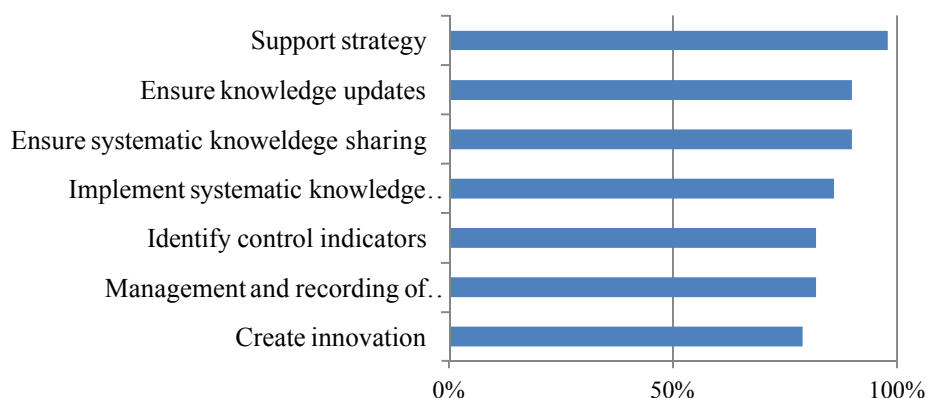 Support strategy
Ensure knowledge updates
Ensure systematic knoweldege sharing
Implement systematic knowledge..
Identify control indicators
Management and recording of..
Create innovation
0% 50% 100%